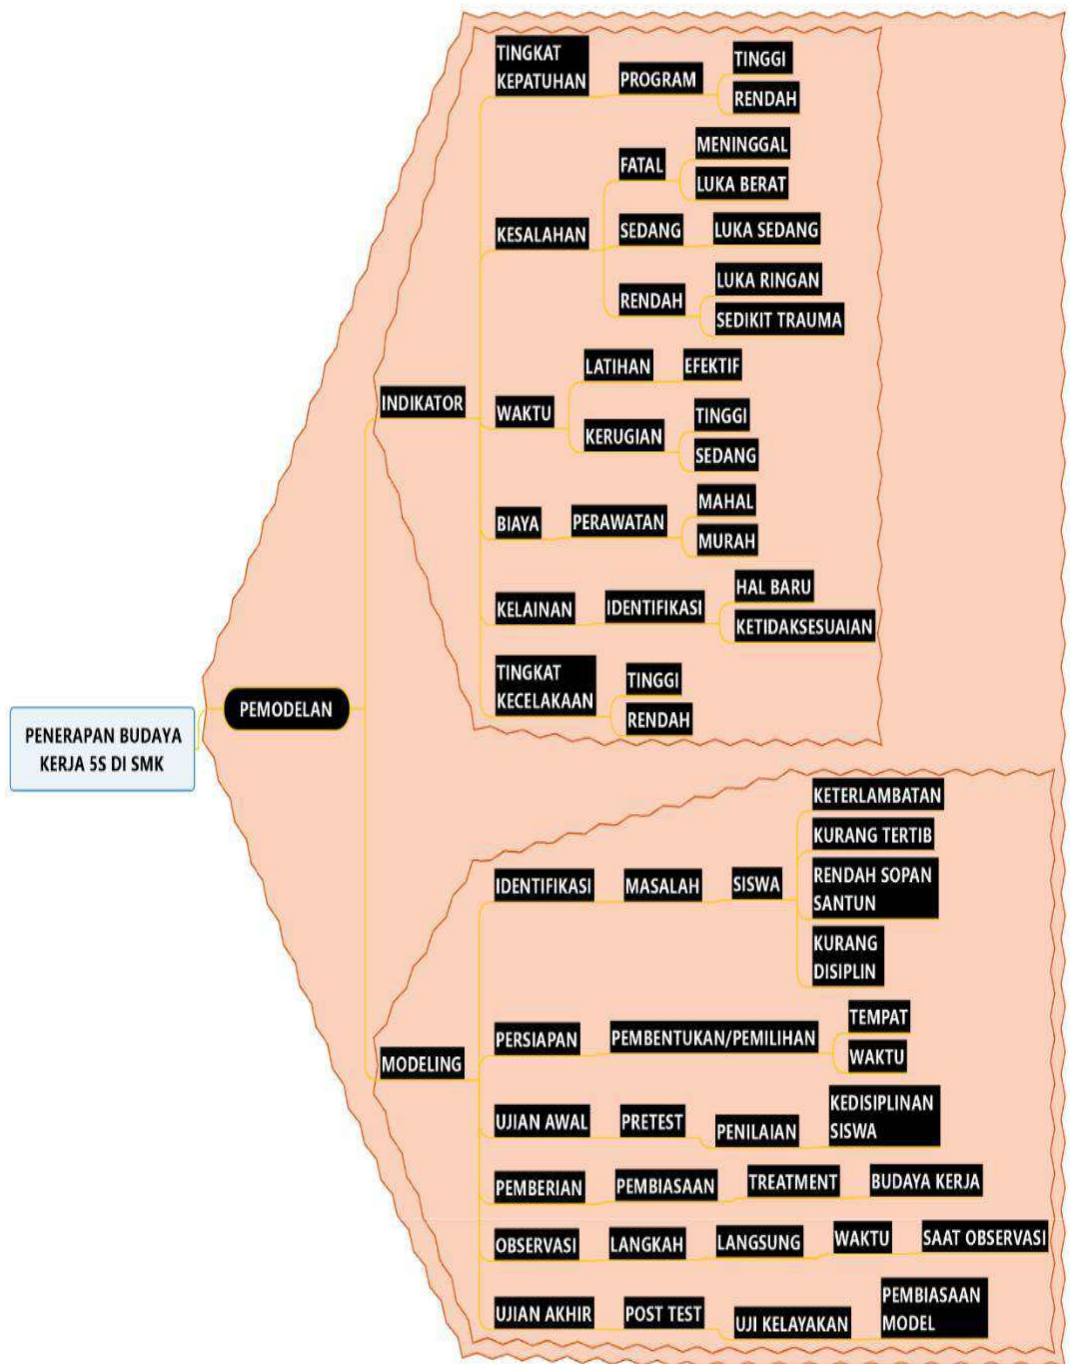 PENERAPAN BUDAYA
KERJA 5S DI SMK
PEMODELAN
INDIKATOR
TINGKAT
KEPATUHAN
PROGRAM
TINGGI
RENDAH
KESALAHAN
FATAL
MENINGGAL
LUKA BERAT
SEDANG
LUKA SEDANG
RENDAH
LUKA RINGAN
SEDIKIT TRAUMA
WAKTU
LATIHAN
EFEKTIF
KERUGIAN
TINGGI
SEDANG
BIAYA
PERAWATAN
MAHAL
MURAH
KELAINAN
IDENTIFIKASI
HAL BARU
KETIDAKSESUAIAN
TINGKAT
KECELAKAAN
TINGGI
RENDAH
MODELING
IDENTIFIKASI
MASALAH
SISWA
KETERLAMBATAN
KURANG TERTIB
RENDAH SOPAN
SANTUN
KURANG
DISIPLIN
PERSIAPAN
PEMBENTUKAN/PEMILIHAN
TEMPAT
WAKTU
UJIAN AWAL
PRETEST
PENILAIAN
KEDISIPLINAN
SISWA
PEMBERIAN
PEMBIASAAN
TREATMENT
BUDAYA KERJA
OBSERVASI
LANGKAH
LANGSUNG
WAKTU
SAAT OBSERVASI
UJIAN AKHIR
POST TEST
UJI KELAYAKAN
PEMBIASAAN
MODEL